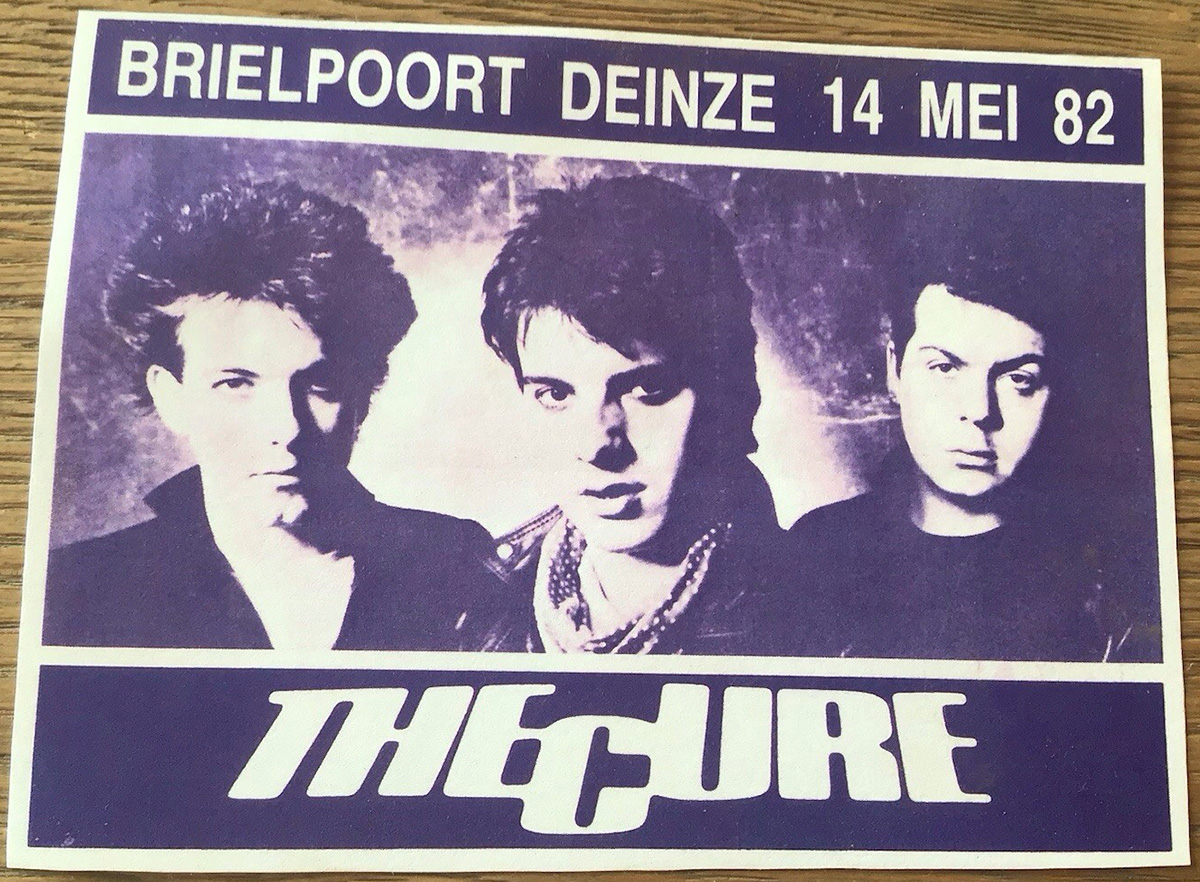 BRIELPOORT DEINZE 14 MEI 82
THE CURE